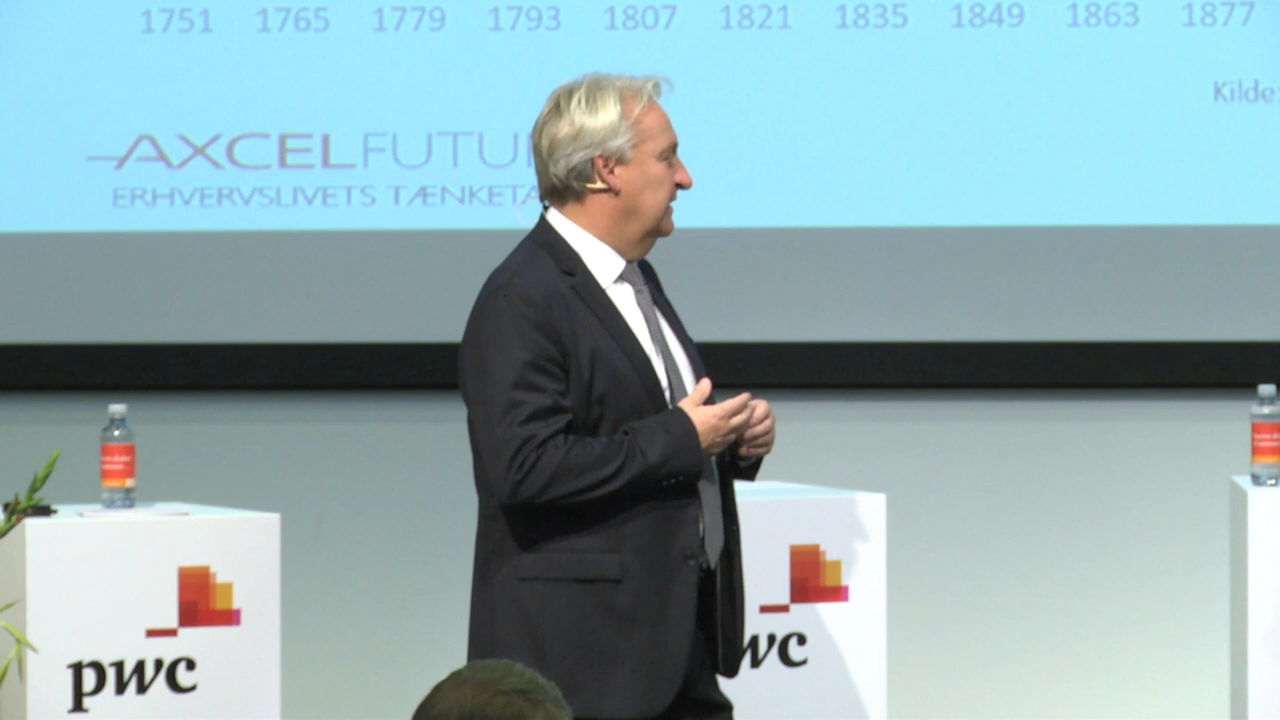 1751 1765 1779 1793 1807 1821 1835 1849 1863 1877
Kilde:
AXCELFUTU
ERHVERVSLIVETS TÆNKETA
pwc
wc